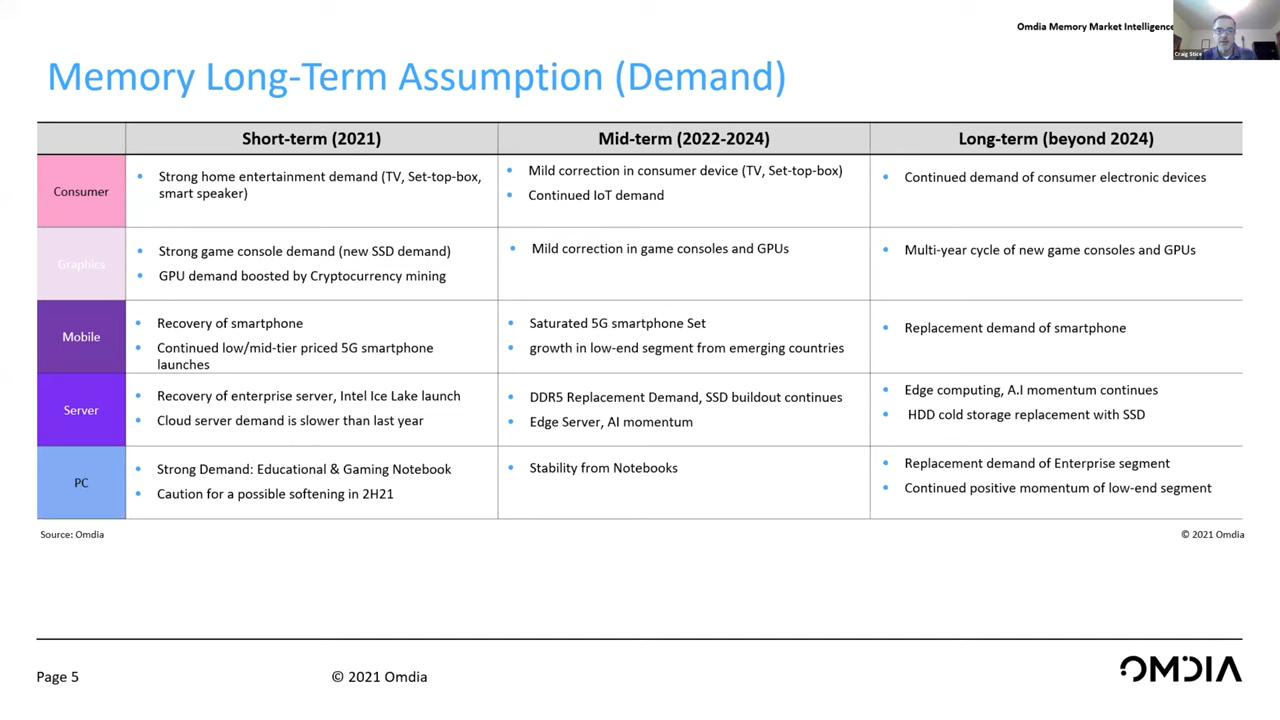 Omdia Memory Market Intelligence
Craig Stice
Memory Long-Term Assumption (Demand)
Short-term (2021)
Mid-term (2022-2024)
Long-term (beyond 2024)
Consumer
• Strong home entertainment demand (TV, Set-top-box,
smart speaker)
• Mild correction in consumer device (TV, Set-top-box)
• Continued IoT demand
• Continued demand of consumer electronic devices
Graphics
• Strong game console demand (new SSD demand)
• GPU demand boosted by Cryptocurrency mining
• Mild correction in game consoles and GPUs
• Multi-year cycle of new game consoles and GPUs
Mobile
• Recovery of smartphone
• Continued low/mid-tier priced 5G smartphone
launches
• Saturated 5G smartphone Set
• growth in low-end segment from emerging countries
• Replacement demand of smartphone
Server
• Recovery of enterprise server, Intel Ice Lake launch
• Cloud server demand is slower than last year
• DDR5 Replacement Demand, SSD buildout continues
• Edge Server, AI momentum
• Edge computing, A.I momentum continues
• HDD cold storage replacement with SSD
PC
• Strong Demand: Educational & Gaming Notebook
• Caution for a possible softening in 2H21
• Stability from Notebooks
• Replacement demand of Enterprise segment
• Continued positive momentum of low-end segment
Source: Omdia
© 2021 Omdia
Page 5
© 2021 Omdia
OMDIA